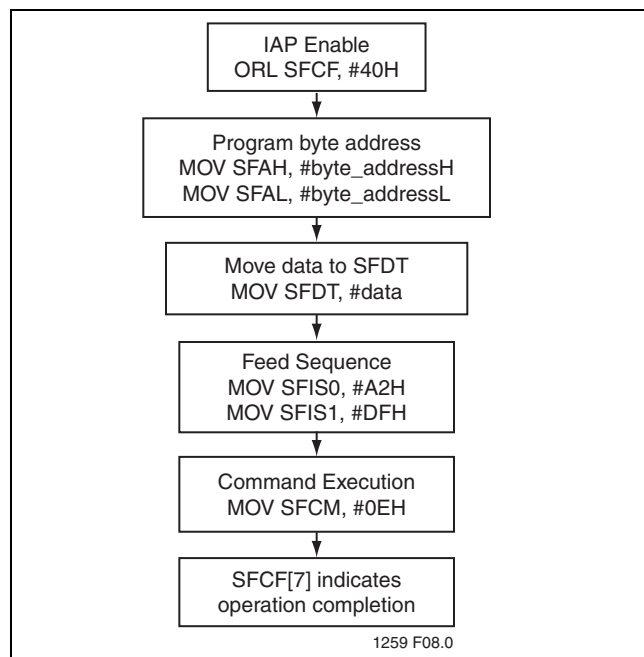 IAP Enable
ORL SFCF, #40H
Program byte address
MOV SFAH, #byte_addressH
MOV SFAL, #byte_addressL
Move data to SFDT
MOV SFDT, #data
Feed Sequence
MOV SFIS0, #A2H
MOV SFIS1, #DFH
Command Execution
MOV SFCM, #0EH
SFCF[7] indicates
operation completion
1259 F08.0